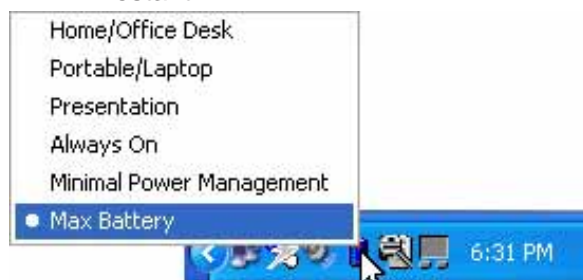 Home/Office Desk
Portable/Laptop
Presentation
Always On
Minimal Power Management
Max Battery
6:31 PM